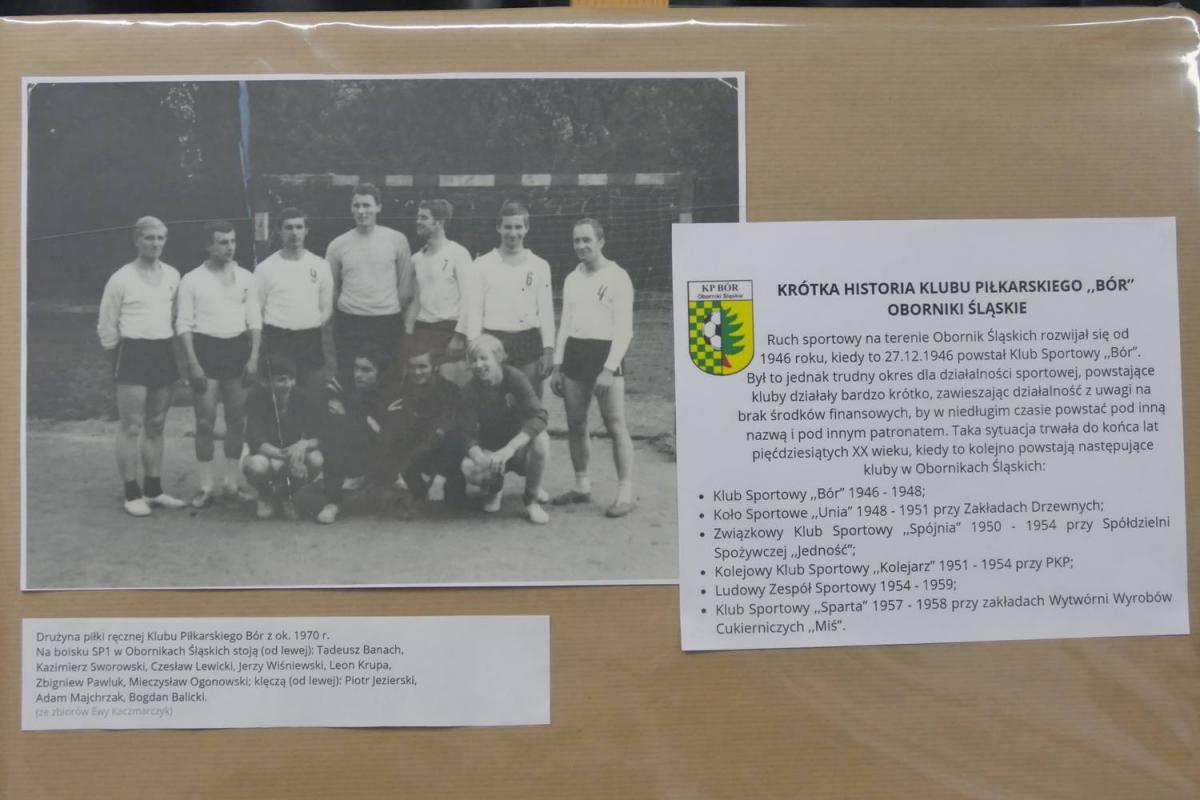 9
7
6
4
KP BÓR
Oborniki Śląskie
KRÓTKA HISTORIA KLUBU PIŁKARSKIEGO ,,BÓR”
OBORNIKI ŚLĄSKIE
Ruch sportowy na terenie Obornik Śląskich rozwijał się od
1946 roku, kiedy to 27.12.1946 powstał Klub Sportowy ,,Bór”.
Był to jednak trudny okres dla działalności sportowej, powstające
kluby działały bardzo krótko, zawieszając działalność z uwagi na
brak środków finansowych, by w niedługim czasie powstać pod inną
nazwą i pod innym patronatem. Taka sytuacja trwała do końca lat
pięćdziesiątych XX wieku, kiedy to kolejno powstają następujące
kluby w Obornikach Śląskich:
• Klub Sportowy ,,Bór” 1946 - 1948;
• Koło Sportowe ,,Unia” 1948 - 1951 przy Zakładach Drzewnych;
• Związkowy Klub Sportowy ,,Spójnia” 1950 - 1954 przy Spółdzielni
Spożywczej ,,Jedność”;
• Kolejowy Klub Sportowy ,,Kolejarz” 1951 - 1954 przy PKP;
• Ludowy Zespół Sportowy 1954 - 1959;
• Klub Sportowy ,,Sparta” 1957 - 1958 przy zakładach Wytwórni Wyrobów
Cukierniczych ,,Miś”.
Drużyna piłki ręcznej Klubu Piłkarskiego Bór z ok. 1970 r.
Na boisku SP1 w Obornikach Śląskich stoją (od lewej): Tadeusz Banach,
Kazimierz Sworowski, Czesław Lewicki, Jerzy Wiśniewski, Leon Krupa,
Zbigniew Pawluk, Mieczysław Ogonowski; klęczą (od lewej): Piotr Jezierski,
Adam Majchrzak, Bogdan Balicki.
(ze zbiorów Ewy Kaczmarczyk)